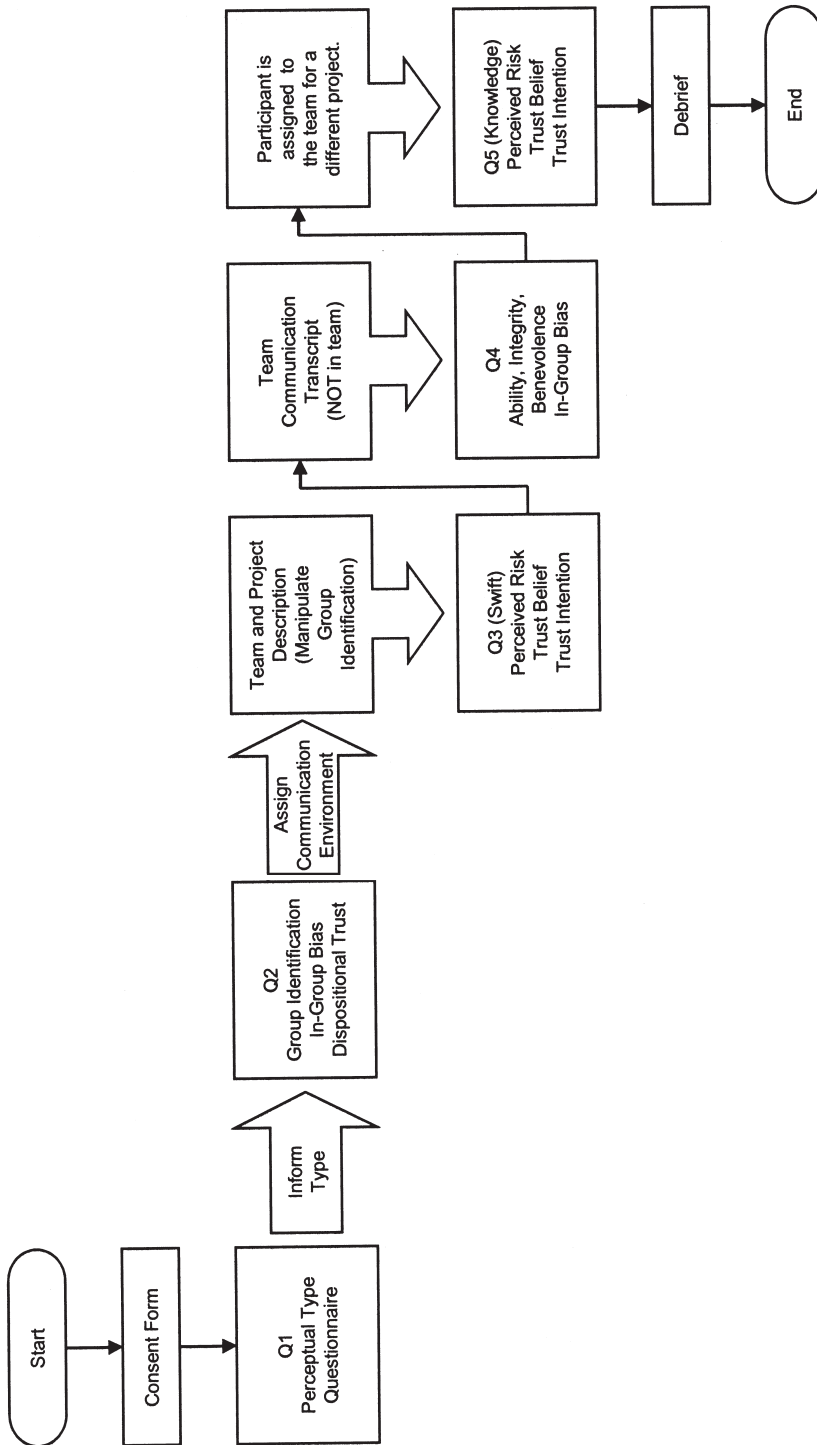 Start
Consent Form
Q1
Perceptual Type
Questionnaire
Inform
Type
Q2
Group Identification
In-Group Bias
Dispositional Trust
Assign
Communication
Environment
Team and Project
Description
(Manipulate
Group
Identification)
Q3 (Swift)
Perceived Risk
Trust Belief
Trust Intention
Team
Communication
Transcript
(NOT in team)
Q4
Ability, Integrity,
Benevolence
In-Group Bias
Participant is
assigned to
the team for a
different project.
Q5 (Knowledge)
Perceived Risk
Trust Belief
Trust Intention
Debrief
End